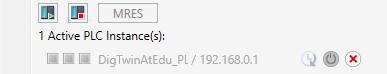 MRES
1 Active PLC Instance(s):
DigTwinAtEdu_Pl / 192.168.0.1